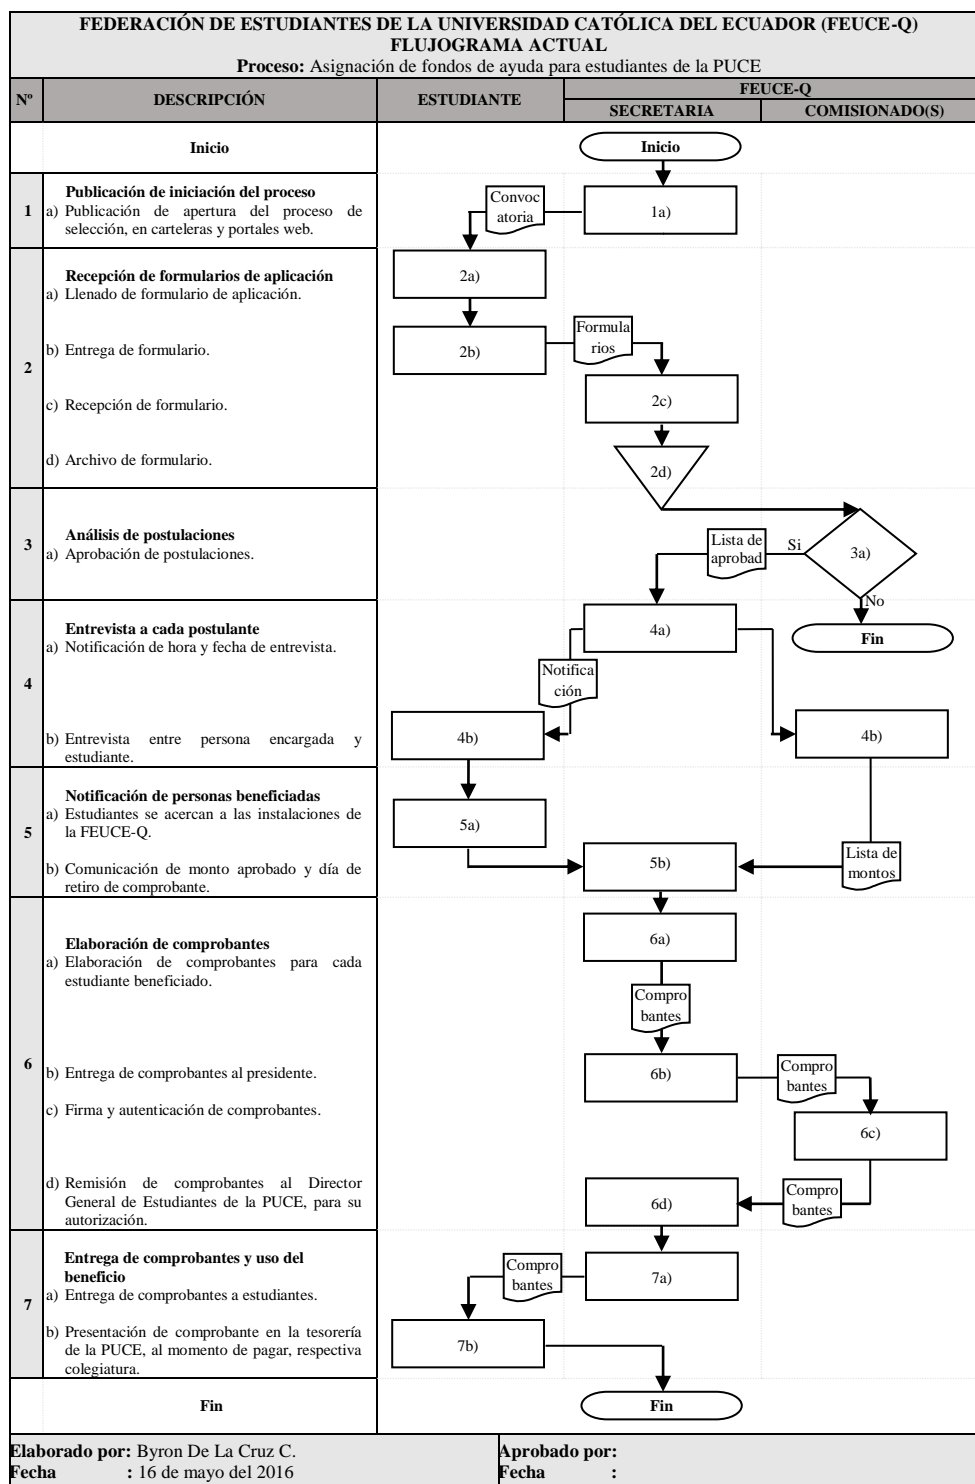 FEDERACIÓN DE ESTUDIANTES DE LA UNIVERSIDAD CATÓLICA DEL ECUADOR (FEUCE-Q)
FLUJOGRAMA ACTUAL
Proceso: Asignación de fondos de ayuda para estudiantes de la PUCE
Nº
DESCRIPCIÓN
ESTUDIANTE
FEUCE-Q
SECRETARIA
COMISIONADO(S)
Inicio
Inicio
1
Publicación de iniciación del proceso
a) Publicación de apertura del proceso de
selección, en carteleras y portales web.
Convoc
atoria
1a)
2
Recepción de formularios de aplicación
a) Llenado de formulario de aplicación.
b) Entrega de formulario.
c) Recepción de formulario.
d) Archivo de formulario.
2a)
2b)
Formula
rios
2c)
2d)
3
Análisis de postulaciones
a) Aprobación de postulaciones.
Lista de
aprobad
Si
3a)
No
Fin
4
Entrevista a cada postulante
a) Notificación de hora y fecha de entrevista.
b) Entrevista entre persona encargada y
estudiante.
4a)
Notifica
ción
4b)
4b)
5
Notificación de personas beneficiadas
a) Estudiantes se acercan a las instalaciones de
la FEUCE-Q.
b) Comunicación de monto aprobado y día de
retiro de comprobante.
5a)
5b)
Lista de
montos
6
Elaboración de comprobantes
a) Elaboración de comprobantes para cada
estudiante beneficiado.
b) Entrega de comprobantes al presidente.
c) Firma y autenticación de comprobantes.
d) Remisión de comprobantes al Director
General de Estudiantes de la PUCE, para su
autorización.
6a)
Compro
bantes
6b)
Compro
bantes
6c)
Compro
bantes
6d)
7
Entrega de comprobantes y uso del
beneficio
a) Entrega de comprobantes a estudiantes.
b) Presentación de comprobante en la tesorería
de la PUCE, al momento de pagar, respectiva
colegiatura.
Compro
bantes
7a)
7b)
Fin
Fin
Elaborado por: Byron De La Cruz C.
Fecha : 16 de mayo del 2016
Aprobado por:
Fecha :